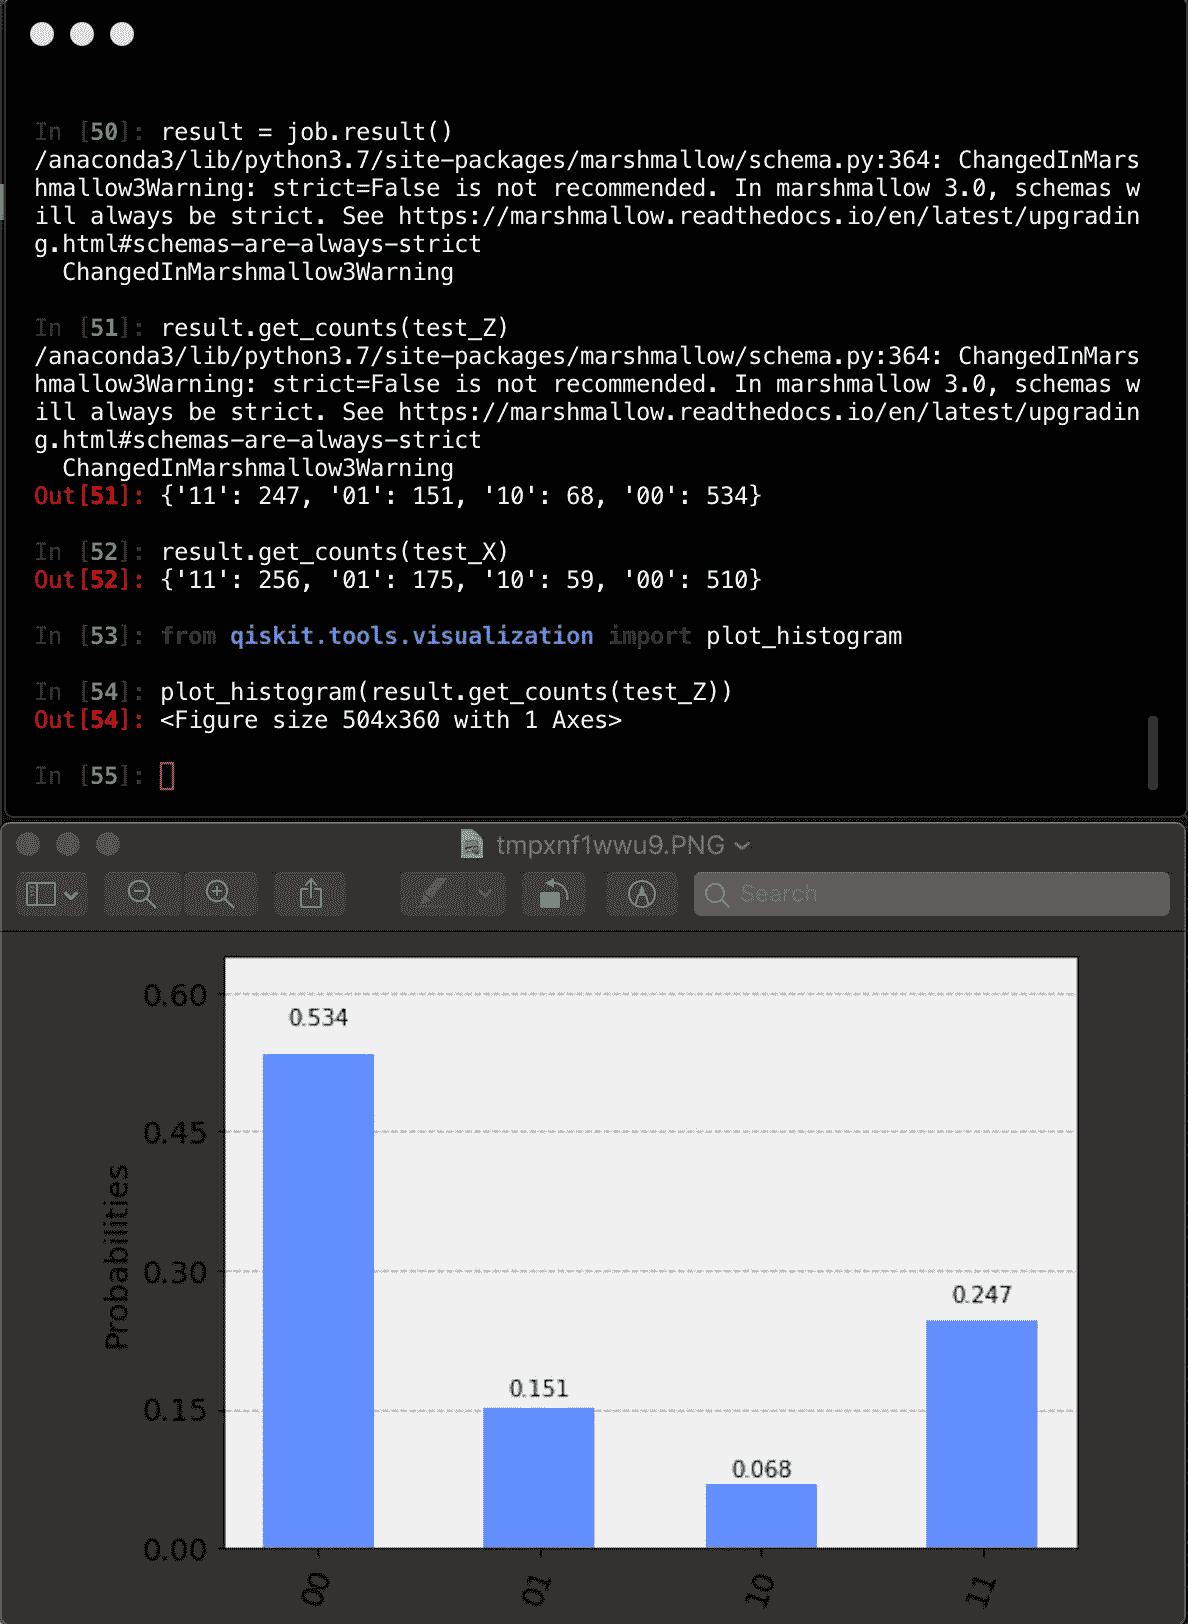 In [50]: result = job.result()
/anaconda3/lib/python3.7/site-packages/marshmallow/schema.py:364: ChangedInMars
hmallow3Warning: strict=False is not recommended. In marshmallow 3.0, schemas w
ill always be strict. See https://marshmallow.readthedocs.io/en/latest/upgradin
g.html#schemas-are-always-strict
  ChangedInMarshmallow3Warning
In [51]: result.get_counts(test_Z)
/anaconda3/lib/python3.7/site-packages/marshmallow/schema.py:364: ChangedInMars
hmallow3Warning: strict=False is not recommended. In marshmallow 3.0, schemas w
ill always be strict. See https://marshmallow.readthedocs.io/en/latest/upgradin
g.html#schemas-are-always-strict
  ChangedInMarshmallow3Warning
Out[51]: {'11': 247, '01': 151, '10': 68, '00': 534}
In [52]: result.get_counts(test_X)
Out[52]: {'11': 256, '01': 175, '10': 59, '00': 510}
In [53]: from qiskit.tools.visualization import plot_histogram
In [54]: plot_histogram(result.get_counts(test_Z))
Out[54]: <Figure size 504x360 with 1 Axes>
In [55]:
tmpxnf1wwu9.PNG
Search
0.60
0.534
0.45
Probabilities
0.30
0.247
0.151
0.15
0.068
0.00
00 01 10 11